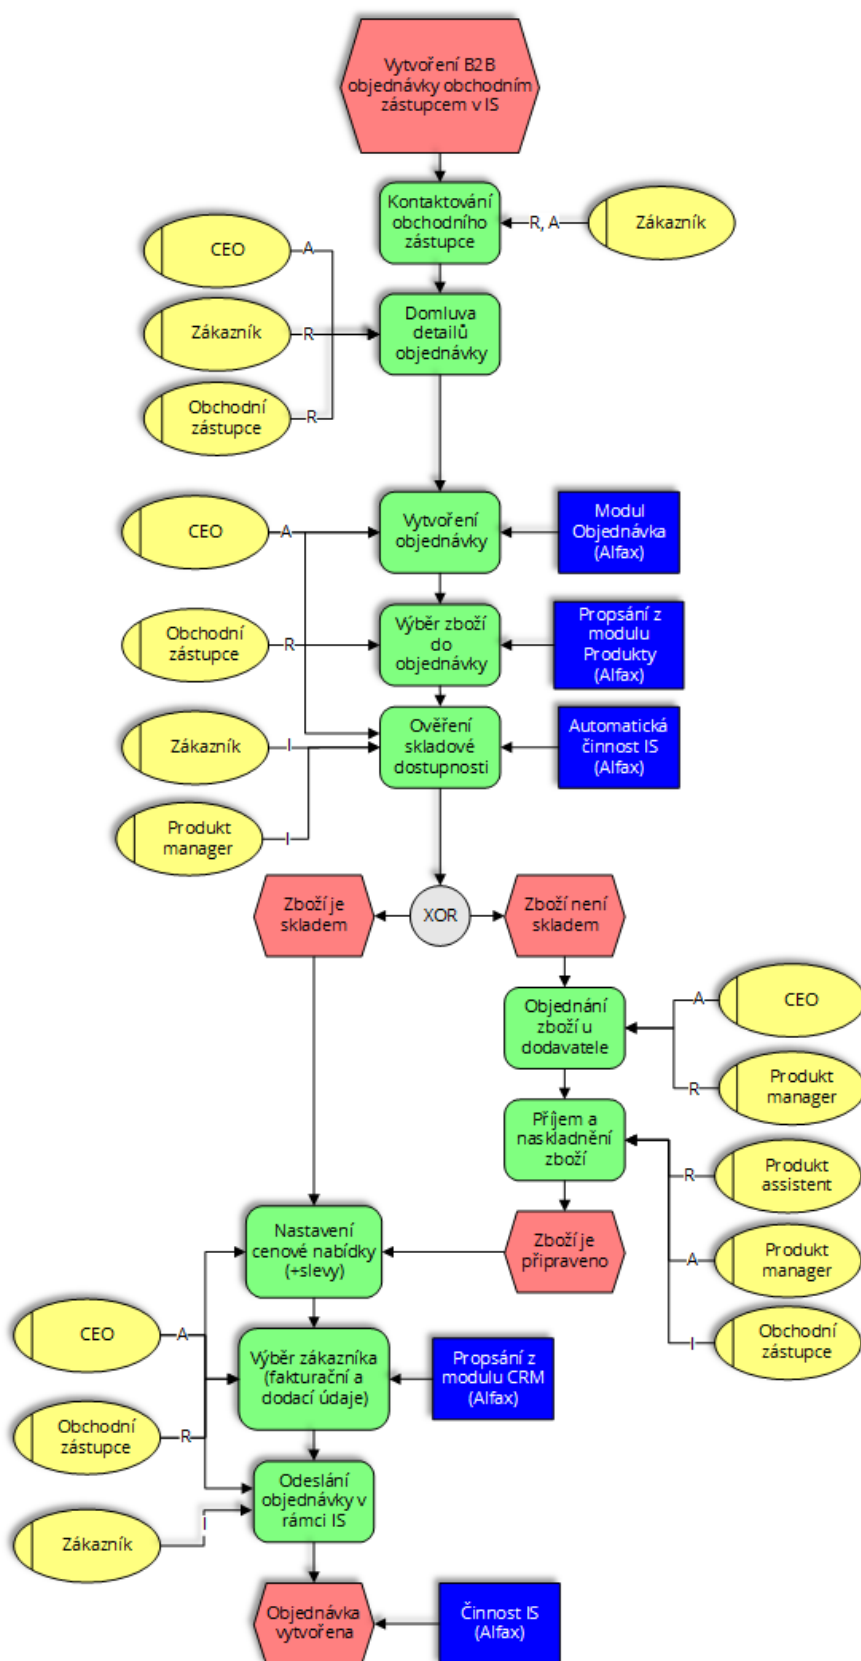 Vytvoření B2B
objednávky obchodním
zástupcem v IS
Kontaktování
obchodního
zástupce
R, A
Zákazník
CEO
A
Zákazník
R
Obchodní
zástupce
R
Domluva
detailů
objednávky
CEO
A
Vytvoření
objednávky
Modul
Objednávka
(Alfax)
Obchodní
zástupce
R
Výběr zboží
do
objednávky
Propsání z
modulu
Produkty
(Alfax)
Zákazník
I
Ověření
skladové
dostupnosti
Automatická
činnost IS
(Alfax)
Produkt
manager
I
Zboží je
skladem
XOR
Zboží není
skladem
Objednání
zboží u
dodavatele
A
CEO
R
Produkt
manager
Příjem a
naskladnění
zboží
R
Produkt
assistent
A
Produkt
manager
I
Obchodní
zástupce
Nastavení
cenové nabídky
(+slevy)
Zboží je
připraveno
CEO
A
Výběr zákazníka
(fakturační a
dodací údaje)
Propsání z
modulu CRM
(Alfax)
Obchodní
zástupce
R
Odeslání
objednávky v
rámci IS
Zákazník
I
Objednávka
vytvořena
Činnost IS
(Alfax)